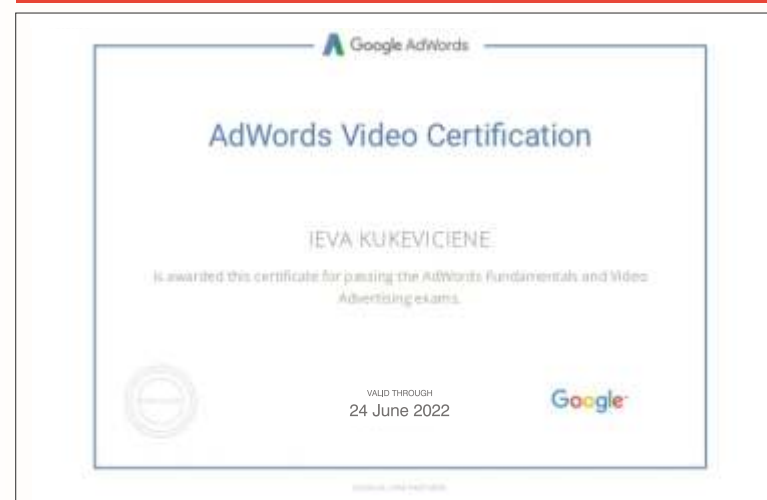 Google AdWords
AdWords Video Certification
IEVA KUKEVICIENE
is awarded this certificate for passing the AdWords Fundamentals and Video
Advertising exams.
VALID THROUGH
24 June 2022
Google